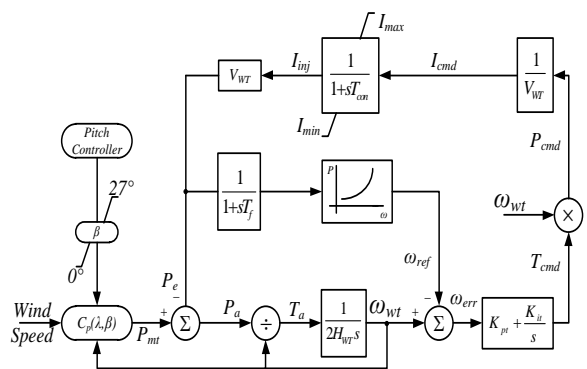 I_max
I_inj
I_cmd
V_WT
1
1+sT_con
1
V_WT
I_min
P_cmd
Pitch
Controller
27°
1
1+sT_f
P
ω
ω_wt
×
β
0°
ω_ref
T_cmd
P_e
Wind
Speed
C_p(λ,β)
P_mt
+
−
Σ
P_a
÷
T_a
1
2H_WT s
ω_wt
+
−
Σ
ω_err
K_pt + K_it
s